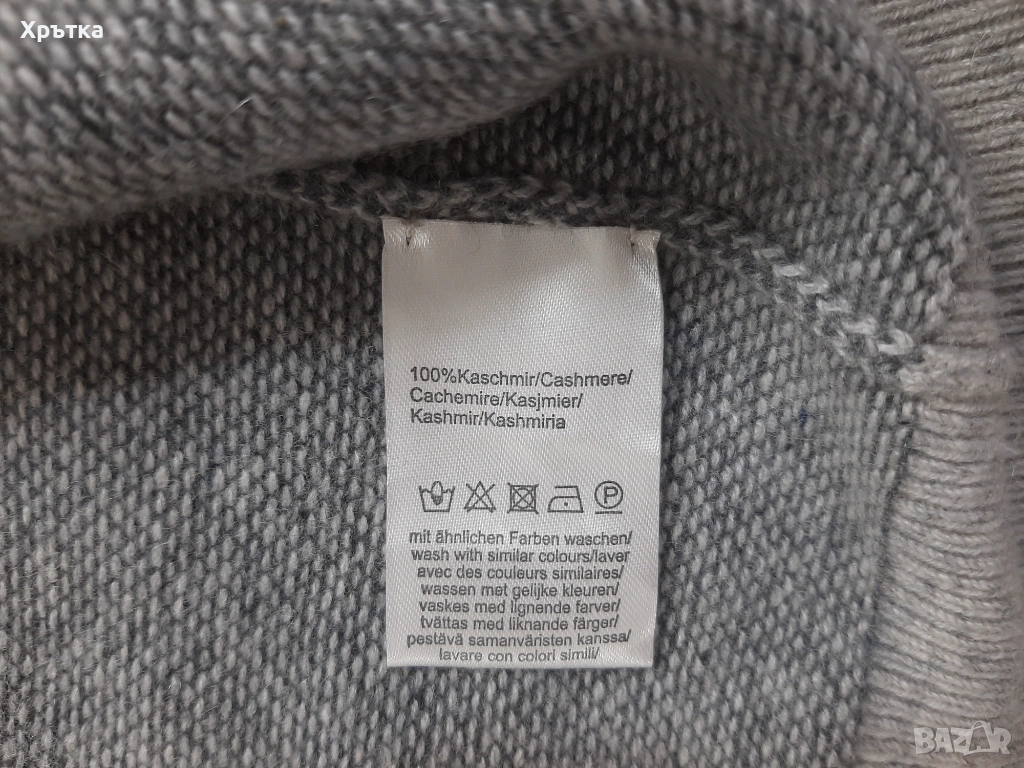 Хрътка
100%Kaschmir/Cashmere/
Cachemire/Kasjmier/
Kashmir/Kashmiria
P
mit ähnlichen Farben waschen/
wash with similar colours/laver
avec des couleurs similaires/
wassen met gelijke kleuren/
vaskes med lignende farver/
tvättas med liknande färger/
pestävä samanväristen kanssa/
lavare con colori simili/
BAZAR